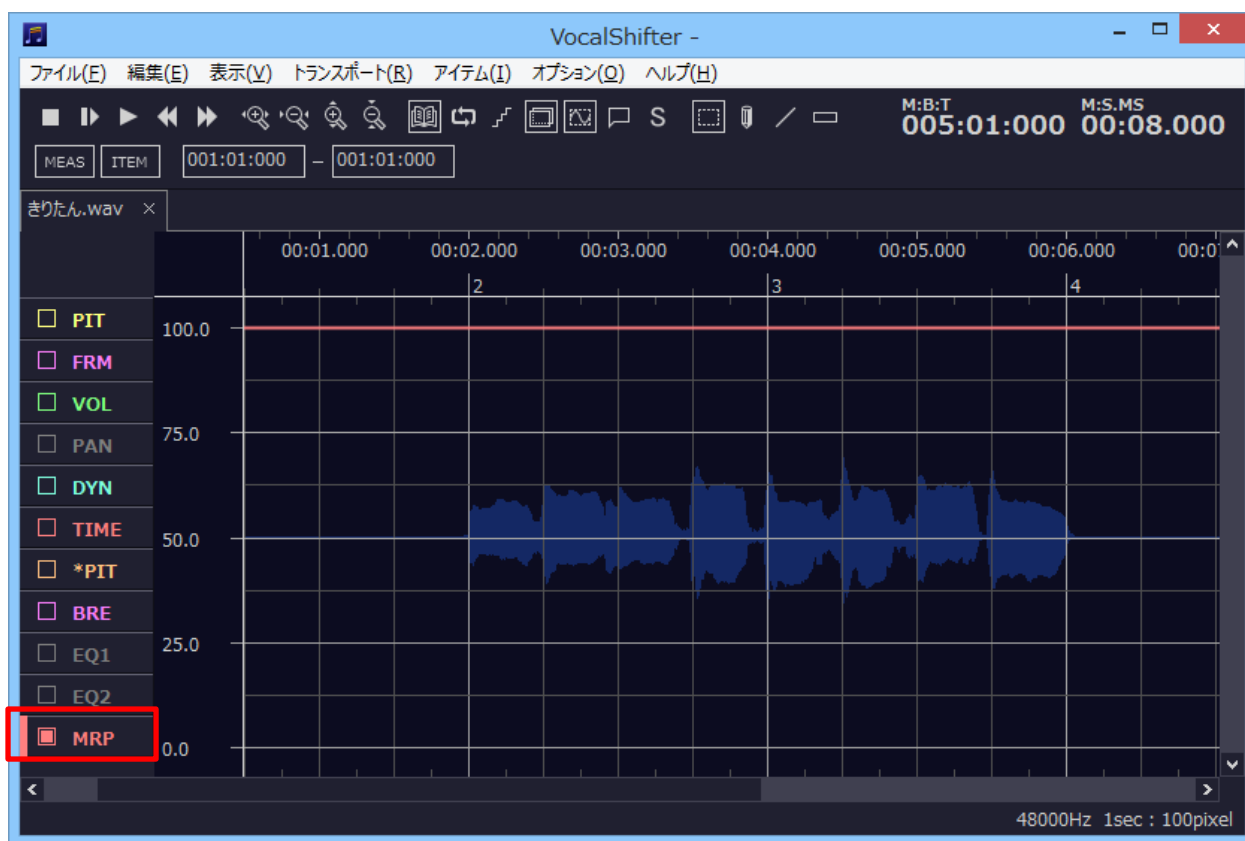 VocalShifter -
ファイル(F) 編集(E) 表示(V) トランスポート(R) アイテム(I) オプション(O) ヘルプ(H)
S
M:B:T M:S.MS
005:01:000 00:08.000
MEAS ITEM 001:01:000 – 001:01:000
きりたん.wav ×
00:01.000 00:02.000 00:03.000 00:04.000 00:05.000 00:06.000 00:0
2 3 4
PIT
100.0
FRM
VOL
75.0
PAN
DYN
TIME
50.0
*PIT
BRE
25.0
EQ1
EQ2
MRP
0.0
48000Hz 1sec : 100pixel